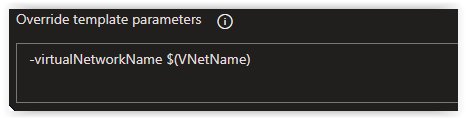 Override template parameters
-virtualNetworkName $(VNetName)